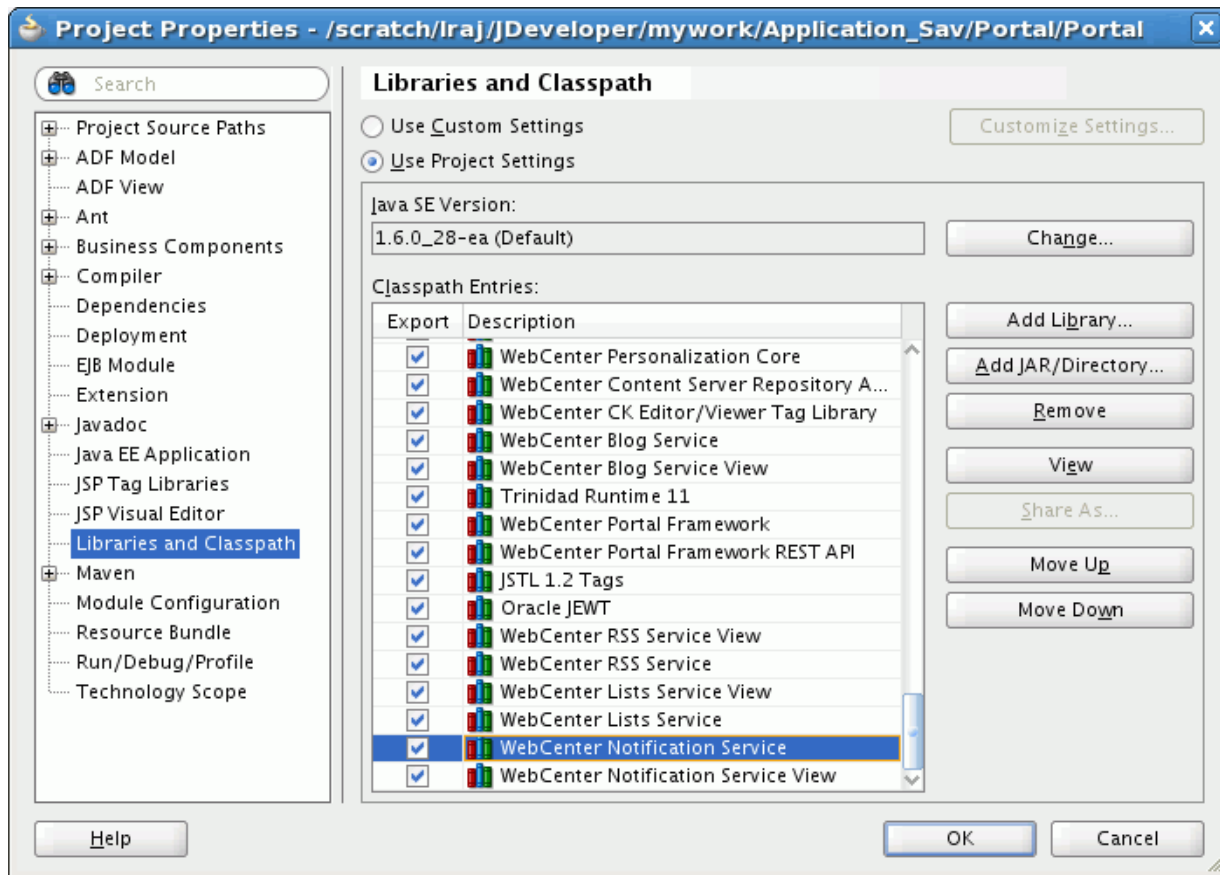 Project Properties - /scratch/lraj/JDeveloper/mywork/Application_Sav/Portal/Portal
Search
Project Source Paths
ADF Model
ADF View
Ant
Business Components
Compiler
Dependencies
Deployment
EJB Module
Extension
Javadoc
Java EE Application
JSP Tag Libraries
JSP Visual Editor
Libraries and Classpath
Maven
Module Configuration
Resource Bundle
Run/Debug/Profile
Technology Scope
Libraries and Classpath
Use Custom Settings
Customize Settings...
Use Project Settings
Java SE Version:
1.6.0_28-ea (Default)
Change...
Classpath Entries:
Export Description
WebCenter Personalization Core
WebCenter Content Server Repository A...
WebCenter CK Editor/Viewer Tag Library
WebCenter Blog Service
WebCenter Blog Service View
Trinidad Runtime 11
WebCenter Portal Framework
WebCenter Portal Framework REST API
JSTL 1.2 Tags
Oracle JEWT
WebCenter RSS Service View
WebCenter RSS Service
WebCenter Lists Service View
WebCenter Lists Service
WebCenter Notification Service
WebCenter Notification Service View
Add Library...
Add JAR/Directory...
Remove
View
Share As...
Move Up
Move Down
Help
OK
Cancel